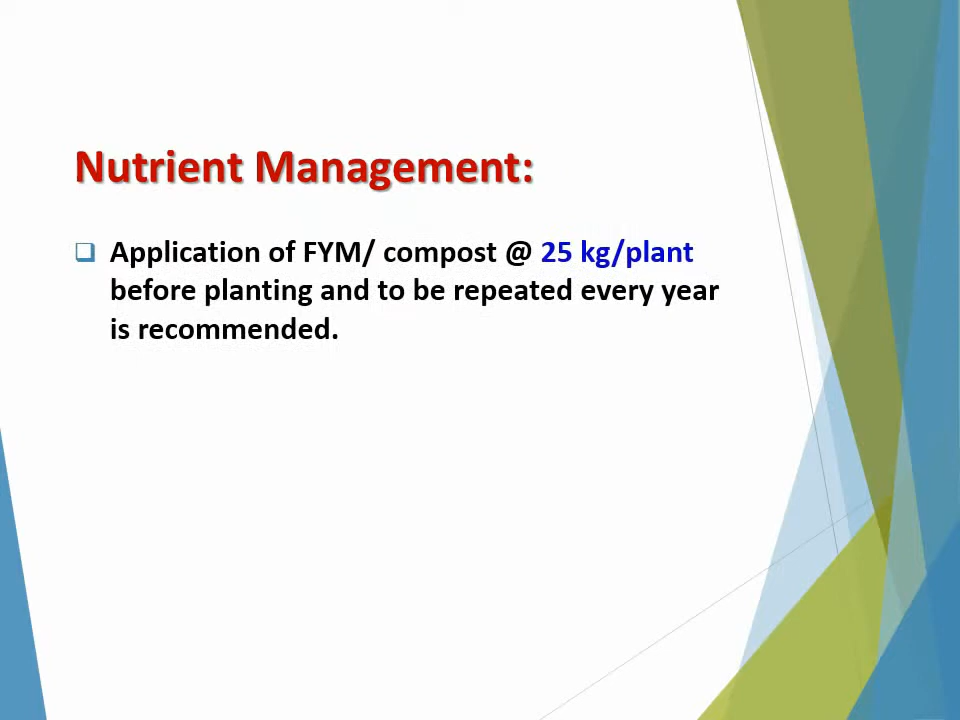 Nutrient Management:
Application of FYM/ compost @ 25 kg/plant
before planting and to be repeated every year
is recommended.